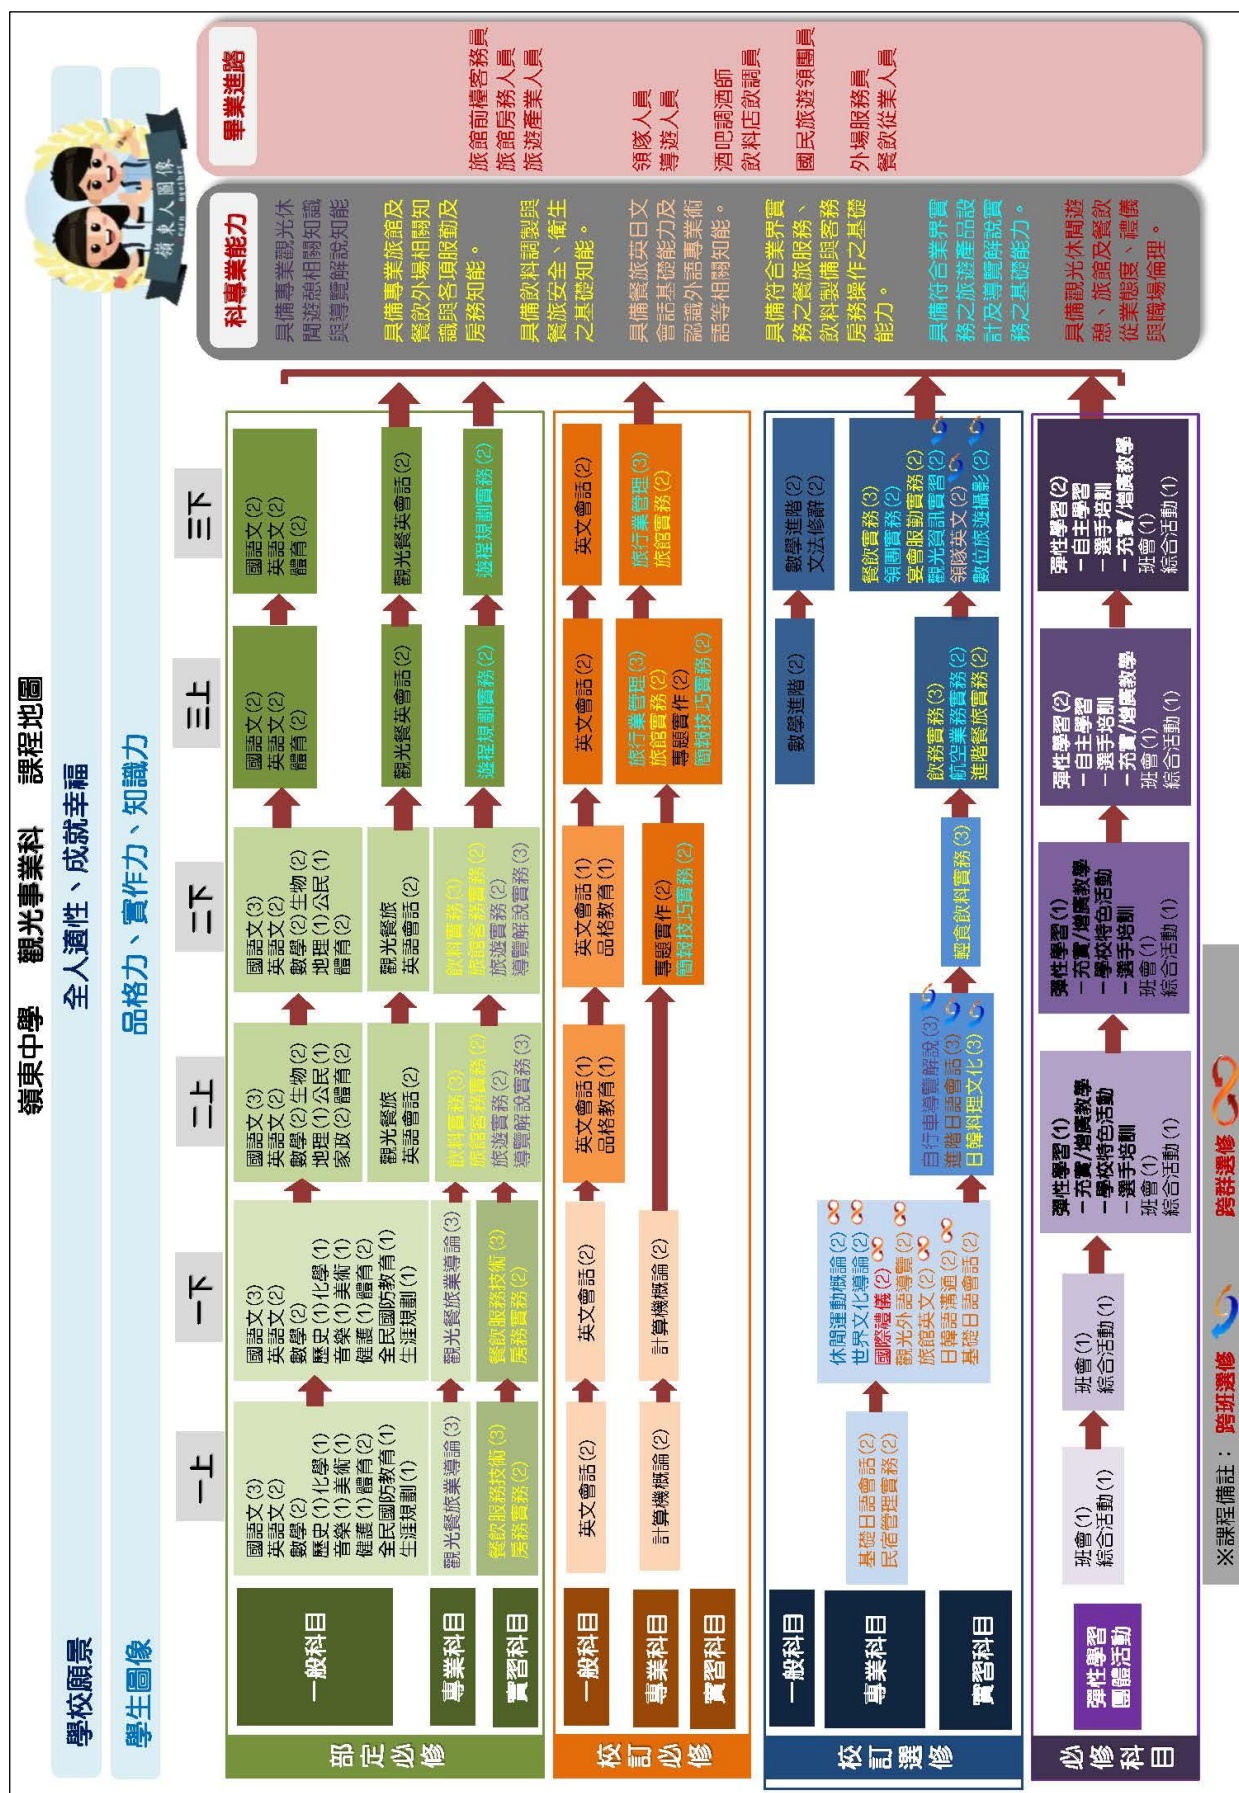 嶺東中學 觀光事業科 課程地圖
學校願景
全人適性、成就幸福
學生圖像
品格力、實作力、知識力
嶺東人圖像
一上
一下
二上
二下
三上
三下
科專業能力
畢業進路
部定必修
一般科目
國語文(3)
英語文(2)
數學(2)
歷史(1)化學(1)
音樂(1)美術(1)
健護(1)體育(2)
全民國防教育(1)
生涯規劃(1)
國語文(3)
英語文(2)
數學(2)
歷史(1)化學(1)
音樂(1)美術(1)
健護(1)體育(2)
全民國防教育(1)
生涯規劃(1)
國語文(3)
英語文(2)
數學(2)生物(2)
地理(1)公民(1)
家政(2)體育(2)
國語文(3)
英語文(2)
數學(2)生物(2)
地理(1)公民(1)
體育(2)
國語文(2)
英語文(2)
體育(2)
國語文(2)
英語文(2)
體育(2)
專業科目
觀光餐旅業導論(3)
觀光餐旅業導論(3)
觀光餐旅
英語會話(2)
觀光餐旅
英語會話(2)
觀光餐英會話(2)
觀光餐英會話(2)
實習科目
餐飲服務技術(3)
房務實務(2)
餐飲服務技術(3)
房務實務(2)
飲料實務(3)
旅館客務實務(2)
旅遊實務(2)
導覽解說實務(3)
飲料實務(3)
旅館客務實務(2)
旅遊實務(2)
導覽解說實務(3)
遊程規劃實務(2)
遊程規劃實務(2)
校訂必修
一般科目
英文會話(2)
英文會話(2)
英文會話(1)
品格教育(1)
英文會話(1)
品格教育(1)
英文會話(2)
英文會話(2)
專業科目
實習科目
計算機概論(2)
計算機概論(2)
專題實作(2)
簡報技巧實務(2)
旅行業管理(3)
旅館實務(2)
專題實作(2)
簡報技巧實務(2)
旅行業管理(3)
旅館實務(2)
校訂選修
一般科目
數學進階(2)
數學進階(2)
文法修辭(2)
專業科目
實習科目
基礎日語會話(2)
民宿管理實務(2)
休閒運動概論(2)
世界文化導論(2)
國際禮儀(2)
觀光外語導覽(2)
旅館英文(2)
日韓語溝通(2)
基礎日語會話(2)
自行車導覽解說(3)
進階日語會話(3)
日韓料理文化(3)
輕食飲料實務(3)
飲務實務(3)
航空業務實務(2)
進階餐旅實務(2)
餐飲實務(3)
領團實務(2)
宴會服勤實務(2)
觀光資訊實習(2)
領隊英文(2)
數位旅遊攝影(2)
必修科目
彈性學習
團體活動
班會(1)
綜合活動(1)
班會(1)
綜合活動(1)
彈性學習(1)
－充實/增廣教學
－學校特色活動
－選手培訓
班會(1)
綜合活動(1)
彈性學習(1)
－充實/增廣教學
－學校特色活動
－選手培訓
班會(1)
綜合活動(1)
彈性學習(2)
－自主學習
－選手培訓
－充實/增廣教學
班會(1)
綜合活動(1)
彈性學習(2)
－自主學習
－選手培訓
－充實/增廣教學
班會(1)
綜合活動(1)
具備專業觀光休
閒遊憩相關知識
與導覽解說知能
具備專業旅館及
餐飲外場相關知
識與各項服勤及
房務知能。
具備飲料調製與
餐旅安全、衛生
之基礎知能。
具備餐旅英日文
會話基礎能力及
認識外語專業術
語等相關知能。
具備符合業界實
務之餐旅服務、
飲料製備與客務
房務操作之基礎
能力。
具備符合業界實
務之旅遊產品設
計及導覽解說實
務之基礎能力。
具備觀光休閒遊
憩、旅館及餐飲
從業態度、禮儀
與職場倫理。
旅館前檯客務員
旅館房務人員
旅遊產業人員
領隊人員
導遊人員
酒吧調酒師
飲料店飲調員
國民旅遊領團員
外場服務員
餐飲從業人員
※課程備註：跨班選修 跨群選修